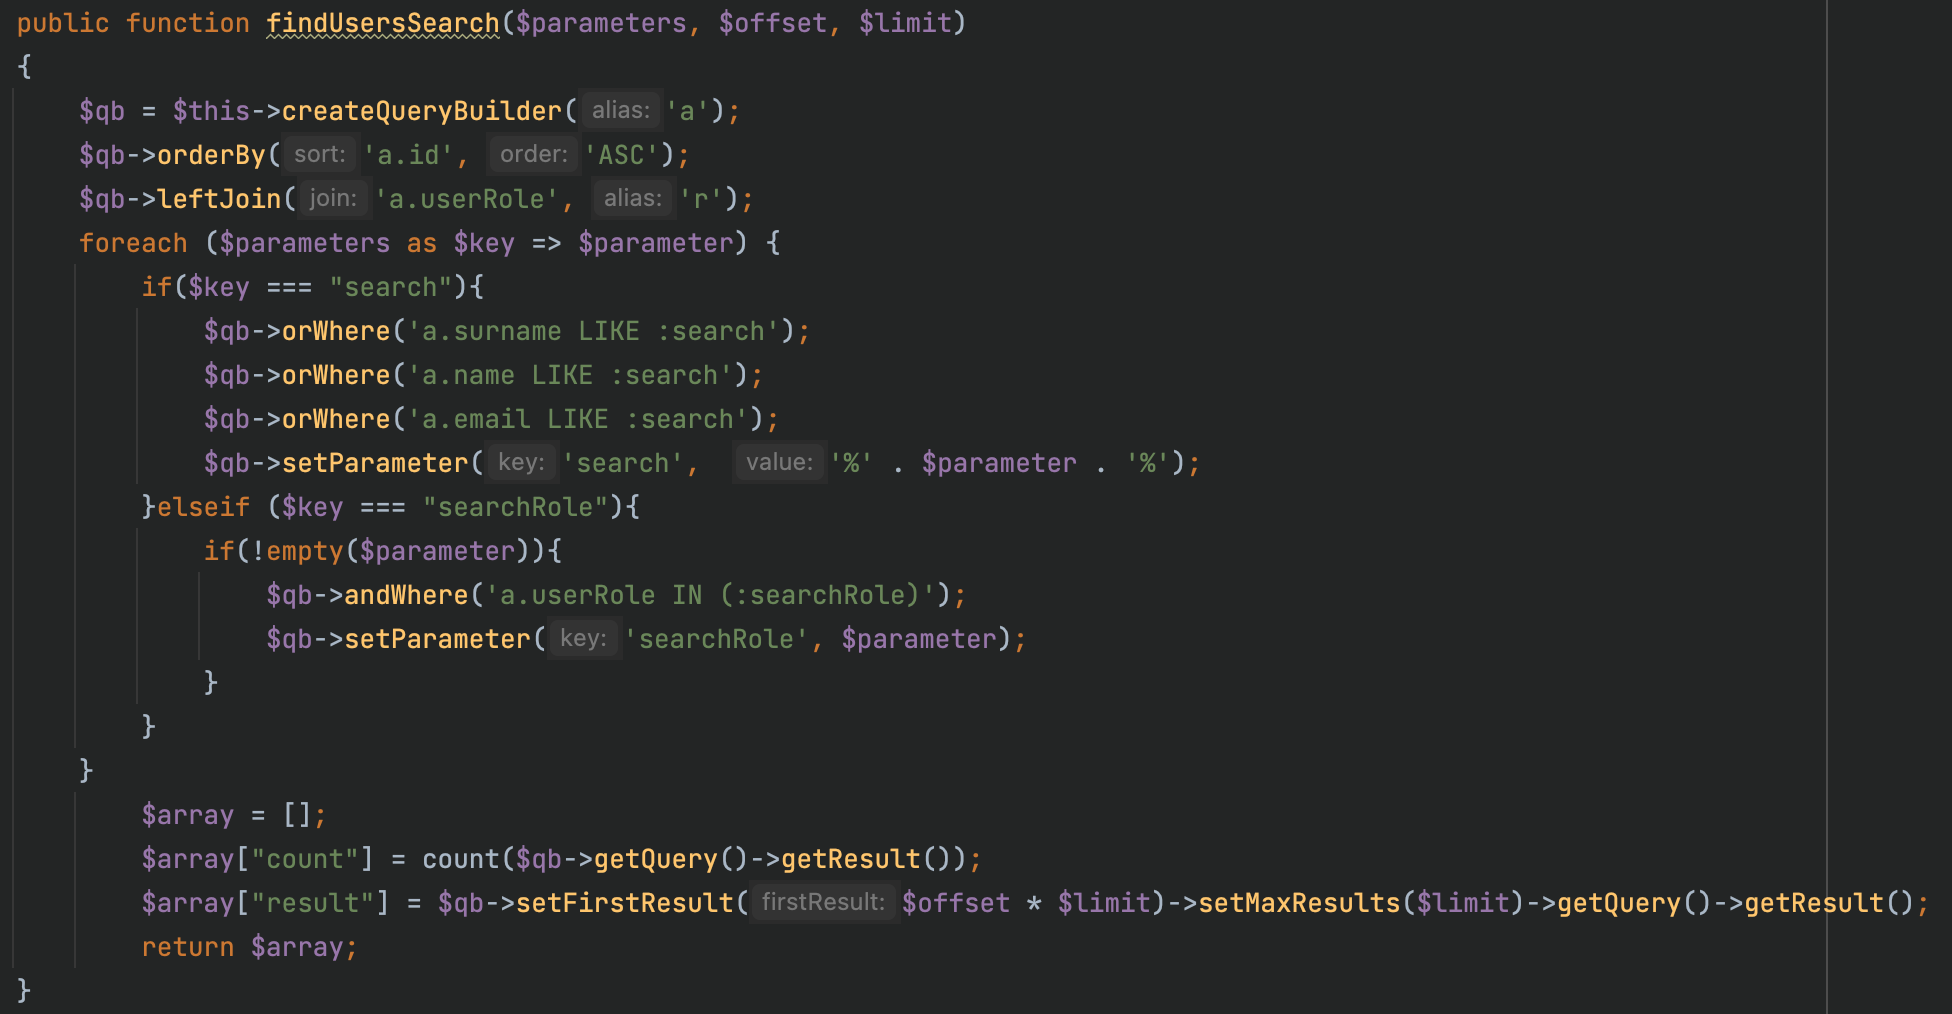 public function findUsersSearch($parameters, $offset, $limit)
{
$qb = $this->createQueryBuilder( alias: 'a');
$qb->orderBy( sort: 'a.id', order: 'ASC');
$qb->leftJoin( join: 'a.userRole', alias: 'r');
foreach ($parameters as $key => $parameter) {
if($key === "search"){
$qb->orWhere('a.surname LIKE :search');
$qb->orWhere('a.name LIKE :search');
$qb->orWhere('a.email LIKE :search');
$qb->setParameter( key: 'search', value: '%' . $parameter . '%');
}elseif ($key === "searchRole"){
if(!empty($parameter)){
$qb->andWhere('a.userRole IN (:searchRole)');
$qb->setParameter( key: 'searchRole', $parameter);
}
}
}
$array = [];
$array["count"] = count($qb->getQuery()->getResult());
$array["result"] = $qb->setFirstResult( firstResult: $offset * $limit)->setMaxResults($limit)->getQuery()->getResult();
return $array;
}